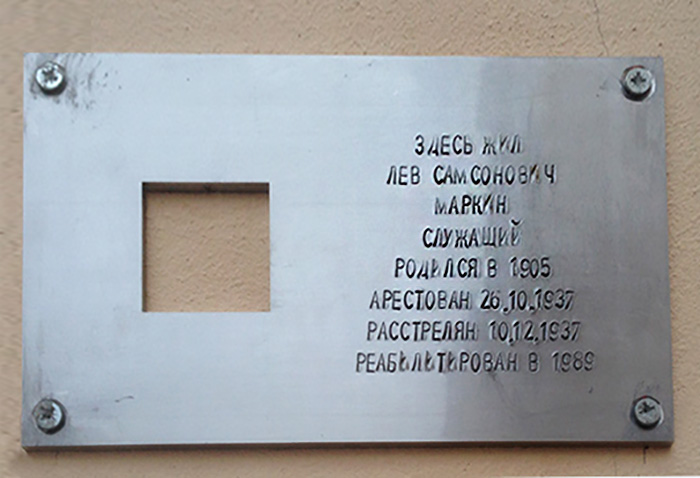 ЗДЕСЬ ЖИЛ
ЛЕВ САМСОНОВИЧ
МАРКИН
СЛУЖАЩИЙ
РОДИЛСЯ В 1905
АРЕСТОВАН 26.10.1937
РАССТРЕЛЯН 10.12.1937
РЕАБИЛИТИРОВАН В 1989